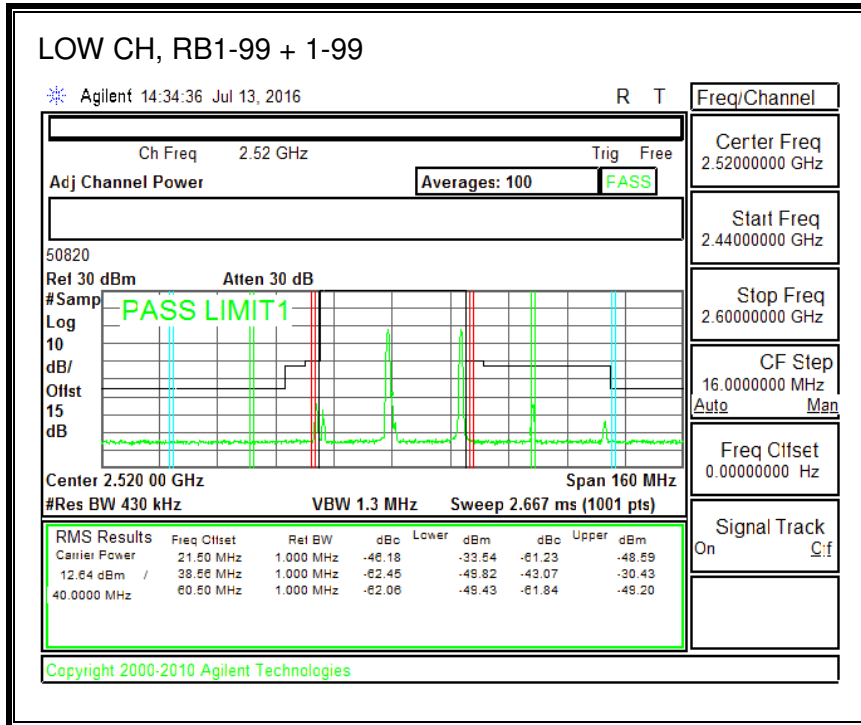 LOW CH, RB1-99 + 1-99
Agilent 14:34:36 Jul 13, 2016 R T
Freq/Channel
Ch Freq 2.52 GHz Trig Free
Adj Channel Power Averages: 100 PASS
Center Freq
2.52000000 GHz
Start Freq
2.44000000 GHz
Stop Freq
2.60000000 GHz
CF Step
16.0000000 MHz
Auto Man
Freq Offset
0.00000000 Hz
Signal Track
On Off
50820
Ref 30 dBm Atten 30 dB
#Samp
Log
10
dB/
Offst
15
dB
PASS LIMIT1
Center 2.520 00 GHz Span 160 MHz
#Res BW 430 kHz VBW 1.3 MHz Sweep 2.667 ms (1001 pts)
RMS Results Freq Offset Ref BW dBc Lower dBm dBc Upper dBm
Carrier Power 21.50 MHz 1.000 MHz -46.18 -33.54 -61.23 -48.59
12.64 dBm / 38.56 MHz 1.000 MHz -62.45 -49.82 -43.07 -30.43
40.0000 MHz 60.50 MHz 1.000 MHz -62.06 -49.43 -61.84 -49.20
Copyright 2000-2010 Agilent Technologies